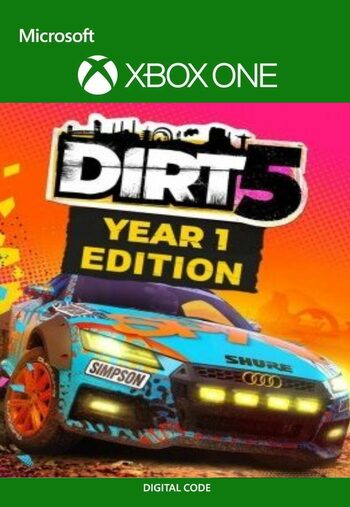 Microsoft
XBOX ONE
DIRT 5
YEAR 1
EDITION
SHURE
SIMPSON
DIGITAL CODE